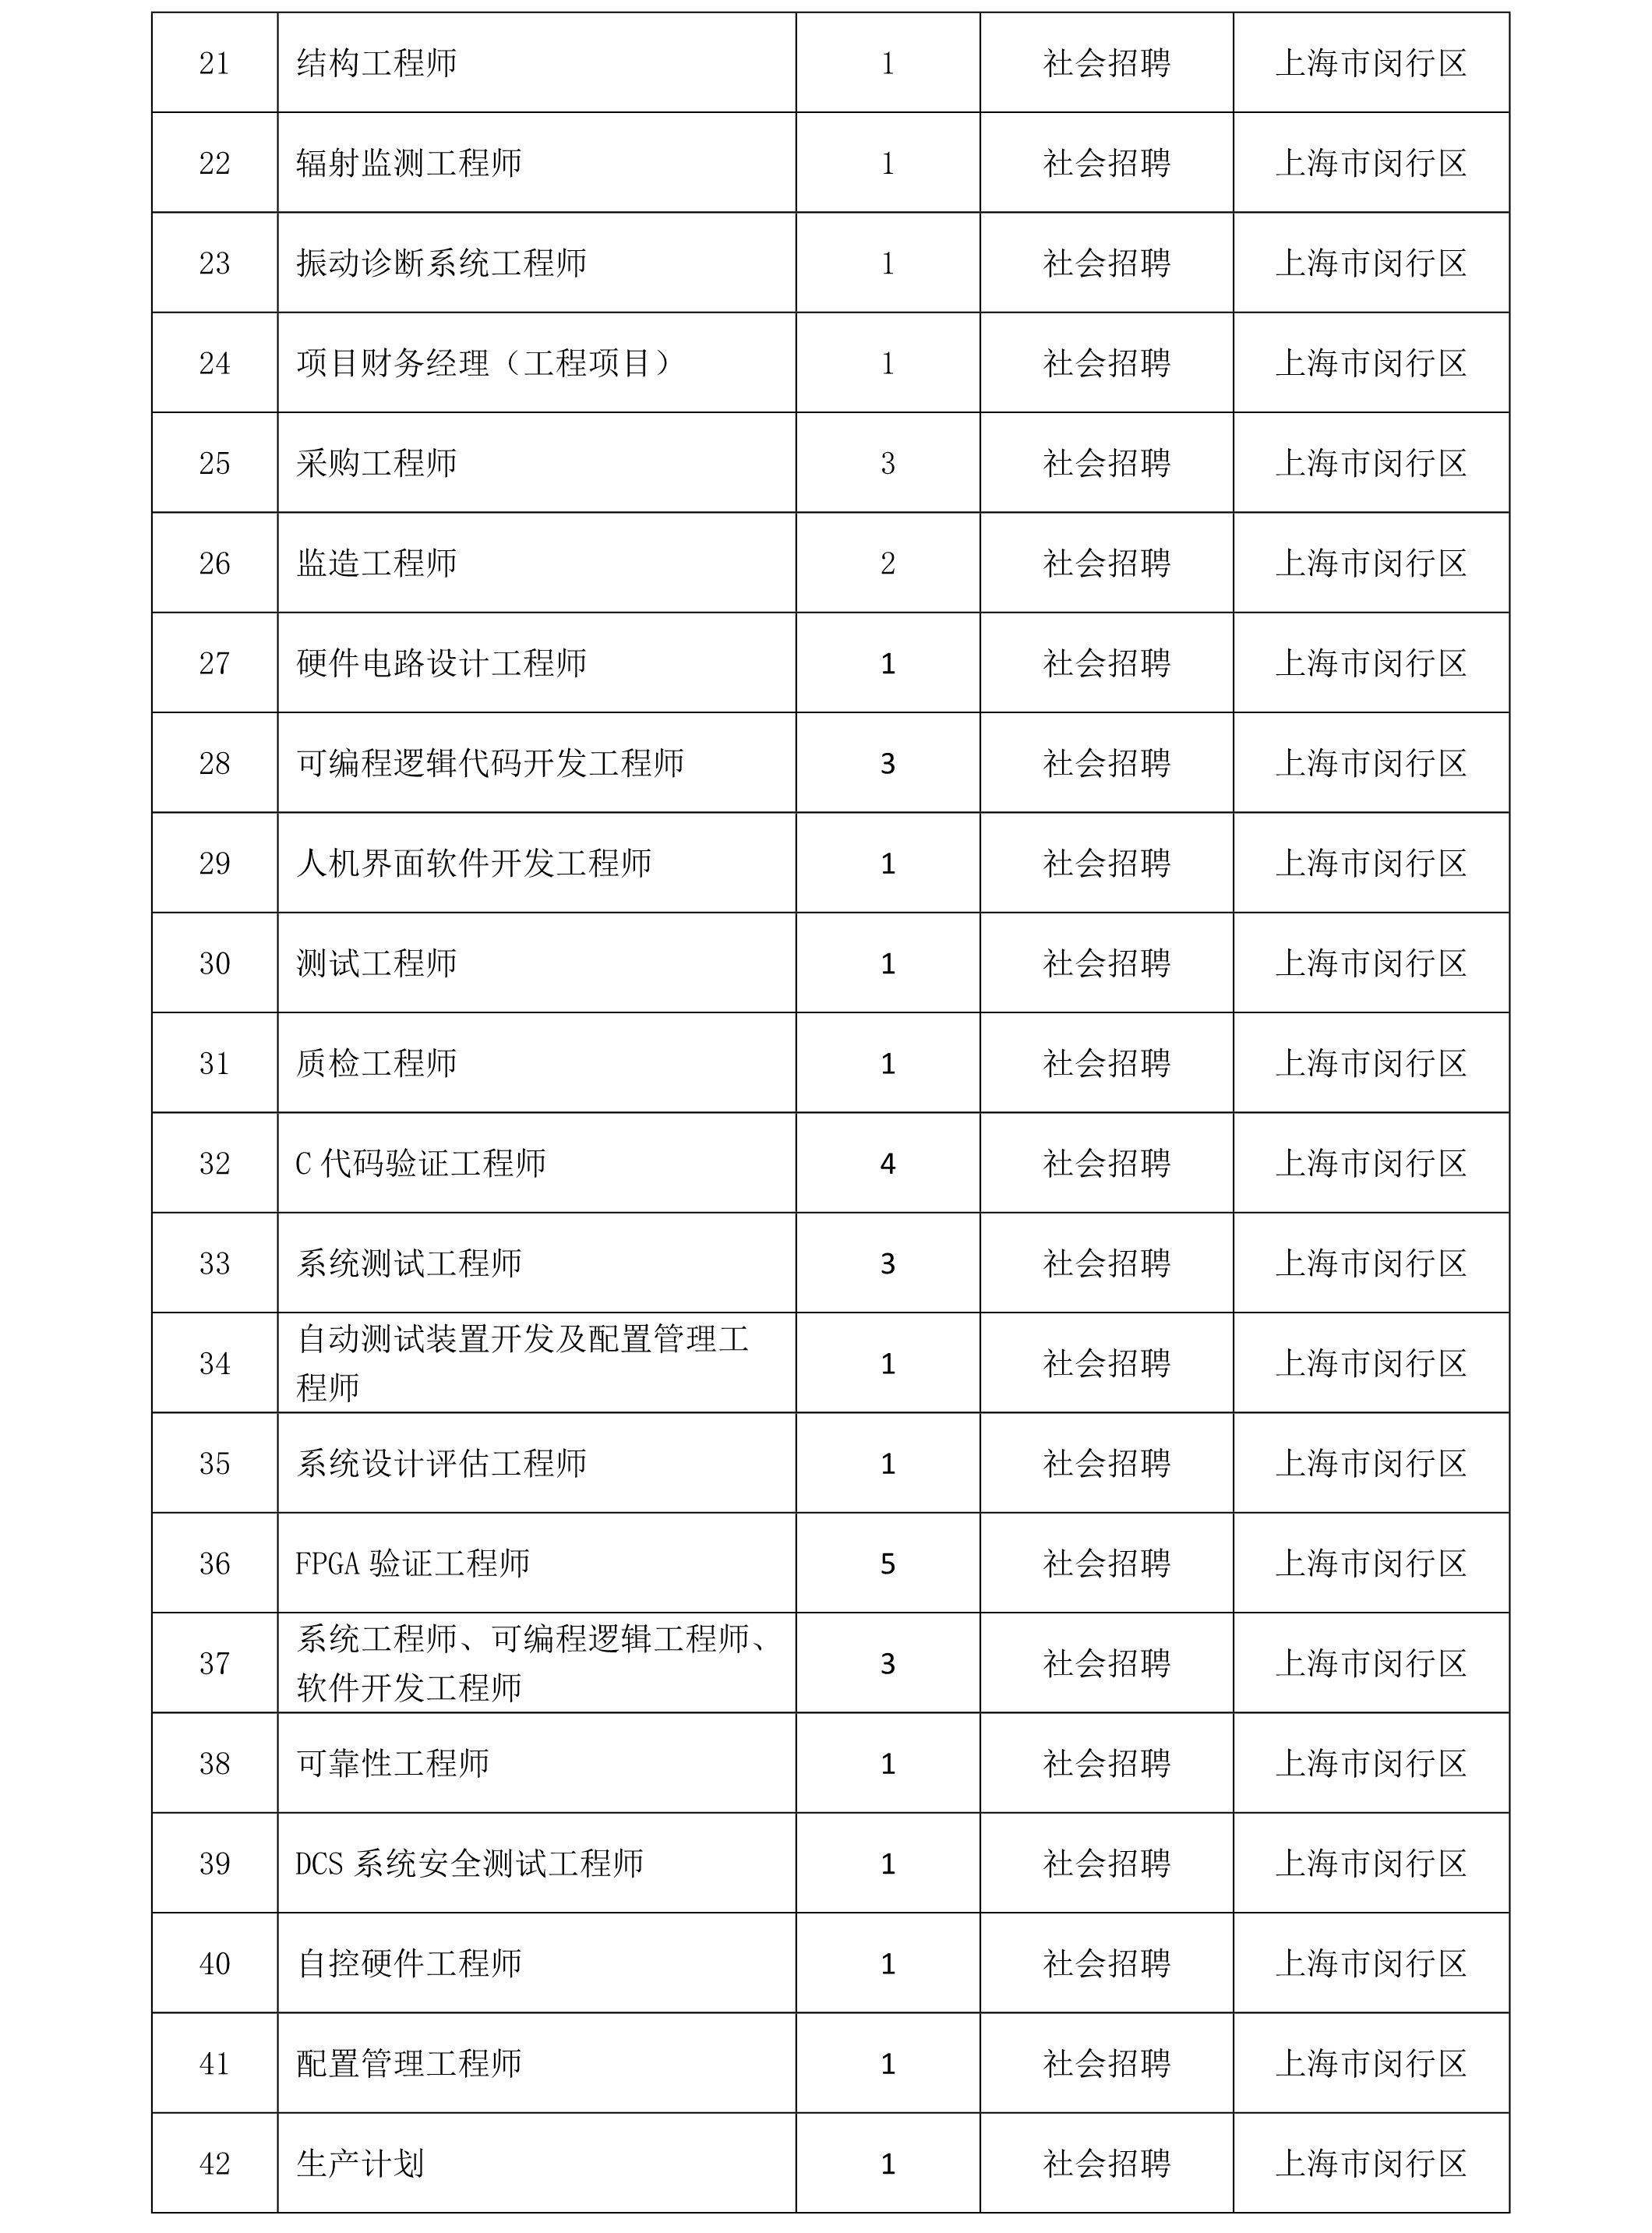 21 结构工程师 1 社会招聘 上海市闵行区
22 辐射监测工程师 1 社会招聘 上海市闵行区
23 振动诊断系统工程师 1 社会招聘 上海市闵行区
24 项目财务经理（工程项目） 1 社会招聘 上海市闵行区
25 采购工程师 3 社会招聘 上海市闵行区
26 监造工程师 2 社会招聘 上海市闵行区
27 硬件电路设计工程师 1 社会招聘 上海市闵行区
28 可编程逻辑代码开发工程师 3 社会招聘 上海市闵行区
29 人机界面软件开发工程师 1 社会招聘 上海市闵行区
30 测试工程师 1 社会招聘 上海市闵行区
31 质检工程师 1 社会招聘 上海市闵行区
32 C 代码验证工程师 4 社会招聘 上海市闵行区
33 系统测试工程师 3 社会招聘 上海市闵行区
34 自动测试装置开发及配置管理工
程师 1 社会招聘 上海市闵行区
35 系统设计评估工程师 1 社会招聘 上海市闵行区
36 FPGA 验证工程师 5 社会招聘 上海市闵行区
37 系统工程师、可编程逻辑工程师、
软件开发工程师 3 社会招聘 上海市闵行区
38 可靠性工程师 1 社会招聘 上海市闵行区
39 DCS 系统安全测试工程师 1 社会招聘 上海市闵行区
40 自控硬件工程师 1 社会招聘 上海市闵行区
41 配置管理工程师 1 社会招聘 上海市闵行区
42 生产计划 1 社会招聘 上海市闵行区